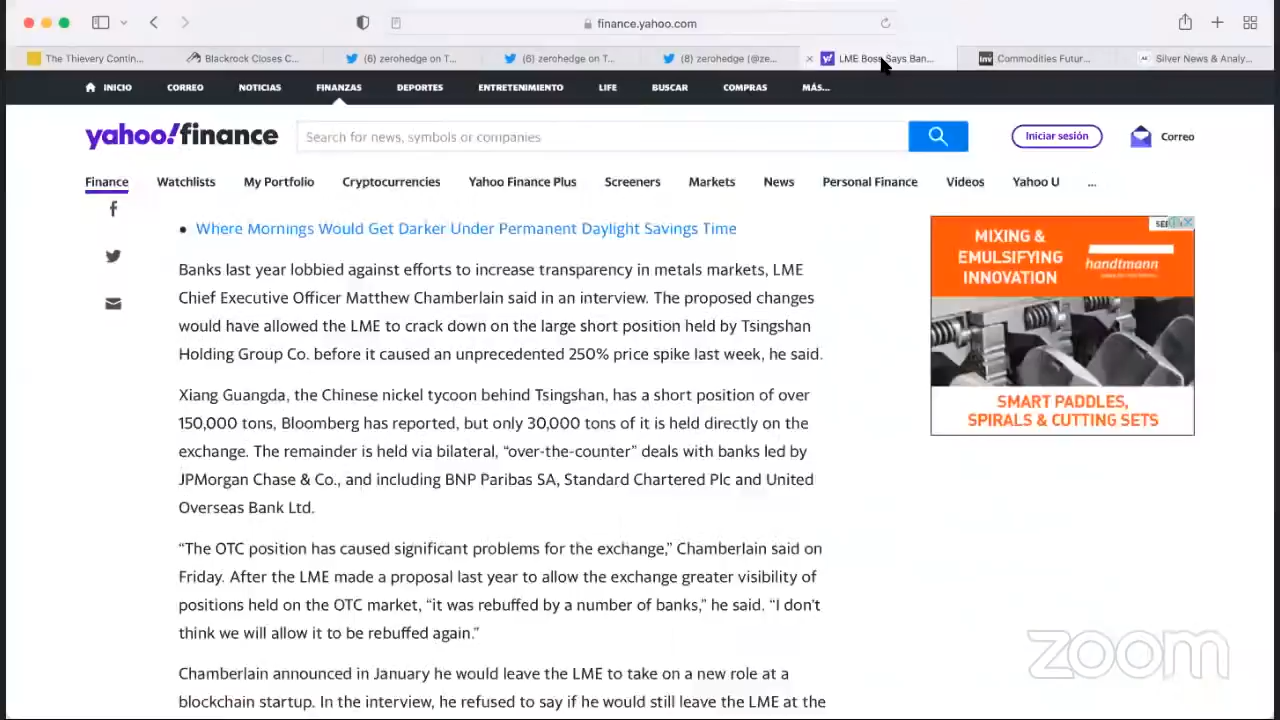 finance.yahoo.com
The Thievery Contin...
Blackrock Closes C...
(6) zerohedge on T...
(6) zerohedge on T...
(8) zerohedge (@ze...
LME Boss Says Ban...
Inv
Commodities Futur...
Silver News & Analy...
INICIO CORREO NOTICIAS FINANZAS DEPORTES ENTRETENIMIENTO LIFE BUSCAR COMPRAS MÁS...
yahoo!finance
Search for news, symbols or companies
Iniciar sesión
Correo
Finance Watchlists My Portfolio Cryptocurrencies Yahoo Finance Plus Screeners Markets News Personal Finance Videos Yahoo U ...
• Where Mornings Would Get Darker Under Permanent Daylight Savings Time
Banks last year lobbied against efforts to increase transparency in metals markets, LME
Chief Executive Officer Matthew Chamberlain said in an interview. The proposed changes
would have allowed the LME to crack down on the large short position held by Tsingshan
Holding Group Co. before it caused an unprecedented 250% price spike last week, he said.
Xiang Guangda, the Chinese nickel tycoon behind Tsingshan, has a short position of over
150,000 tons, Bloomberg has reported, but only 30,000 tons of it is held directly on the
exchange. The remainder is held via bilateral, “over-the-counter” deals with banks led by
JPMorgan Chase & Co., and including BNP Paribas SA, Standard Chartered Plc and United
Overseas Bank Ltd.
“The OTC position has caused significant problems for the exchange,” Chamberlain said on
Friday. After the LME made a proposal last year to allow the exchange greater visibility of
positions held on the OTC market, “it was rebuffed by a number of banks,” he said. “I don’t
think we will allow it to be rebuffed again.”
Chamberlain announced in January he would leave the LME to take on a new role at a
blockchain startup. In the interview, he refused to say if he would still leave the LME at the
MIXING &
EMULSIFYING
INNOVATION
handtmann
SMART PADDLES,
SPIRALS & CUTTING SETS
zoom